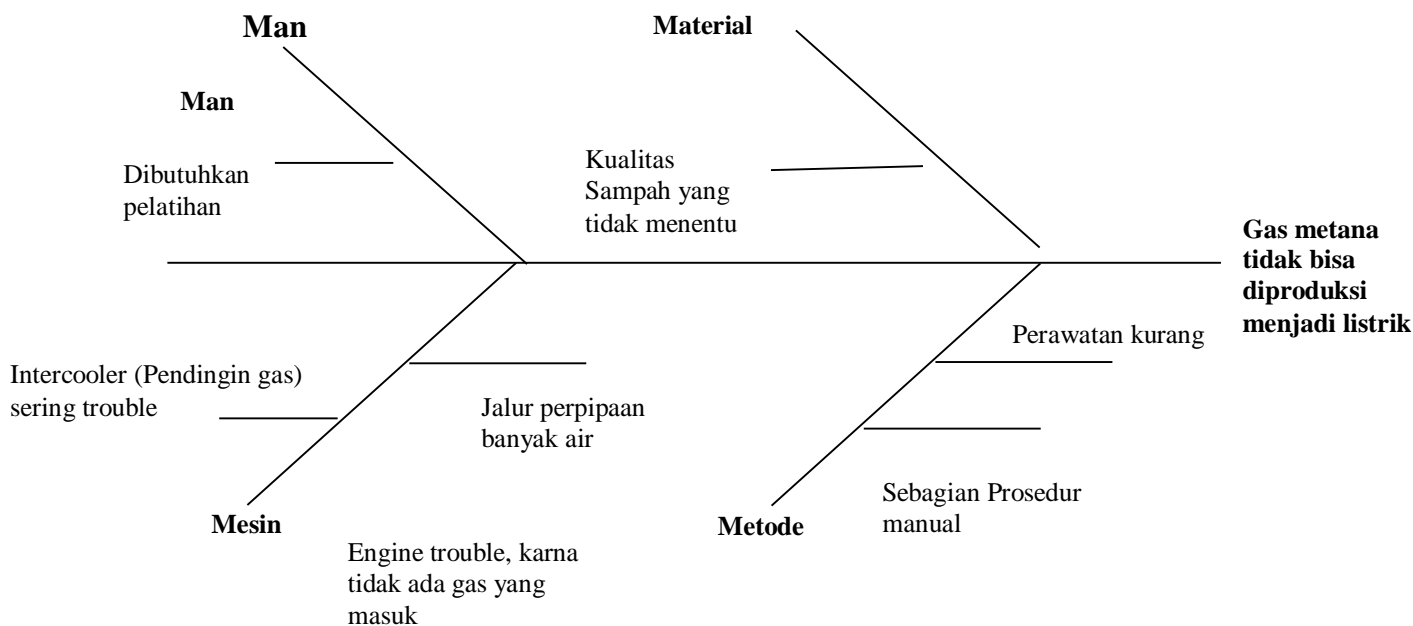 Man
Material
Man
Dibutuhkan
pelatihan
Kualitas
Sampah yang
tidak menentu
Gas metana
tidak bisa
diproduksi
menjadi listrik
Perawatan kurang
Intercooler (Pendingin gas)
sering trouble
Jalur perpipaan
banyak air
Sebagian Prosedur
manual
Mesin
Metode
Engine trouble, karna
tidak ada gas yang
masuk